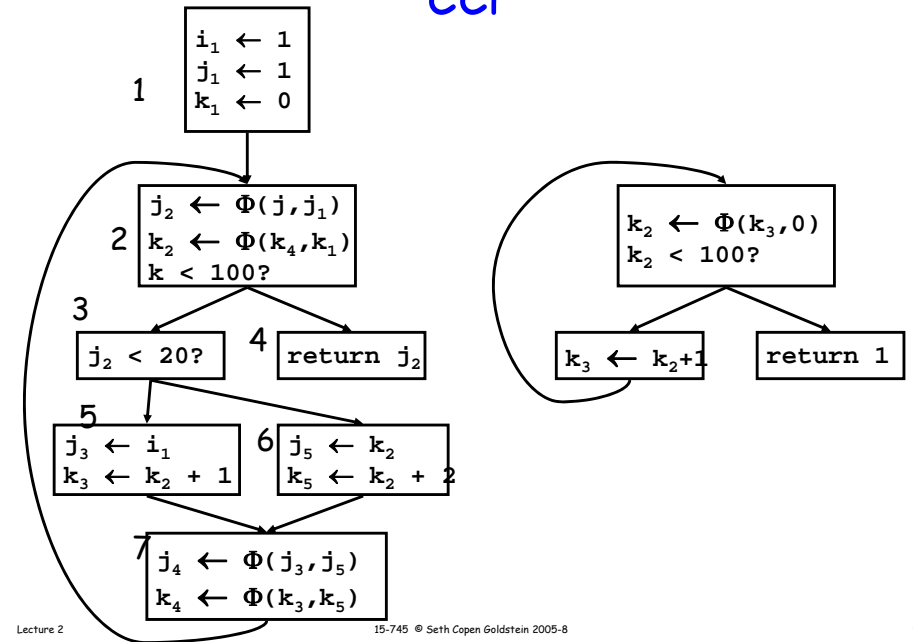 CCP
1
i₁ ← 1
j₁ ← 1
k₁ ← 0
2
j₂ ← Φ(j,j₁)
k₂ ← Φ(k₄,k₁)
k < 100?
3
j₂ < 20?
4
return j₂
5
j₃ ← i₁
k₃ ← k₂ + 1
6
j₅ ← k₂
k₅ ← k₂ + 2
7
j₄ ← Φ(j₃,j₅)
k₄ ← Φ(k₃,k₅)
k₂ ← Φ(k₃,0)
k₂ < 100?
k₃ ← k₂+1
return 1
Lecture 2
15-745 © Seth Copen Goldstein 2005-8